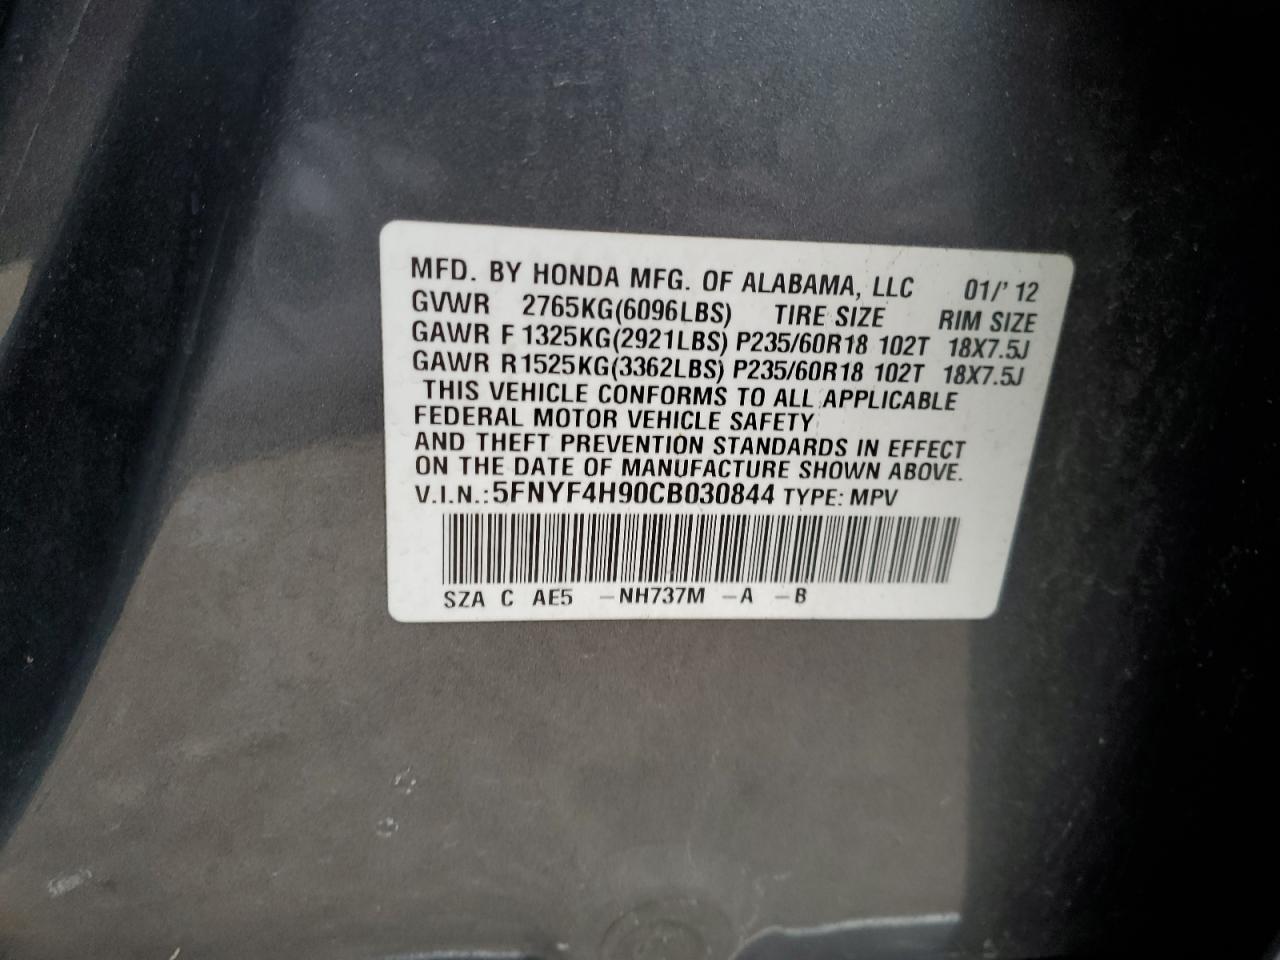 MFD. BY HONDA MFG. OF ALABAMA, LLC 01/'12
GVWR 2765KG(6096LBS) TIRE SIZE RIM SIZE
GAWR F 1325KG(2921LBS) P235/60R18 102T 18X7.5J
GAWR R1525KG(3362LBS) P235/60R18 102T 18X7.5J
THIS VEHICLE CONFORMS TO ALL APPLICABLE
FEDERAL MOTOR VEHICLE SAFETY
AND THEFT PREVENTION STANDARDS IN EFFECT
ON THE DATE OF MANUFACTURE SHOWN ABOVE.
V.I.N.:5FNYF4H90CB030844 TYPE: MPV
SZA C AE5 -NH737M -A -B